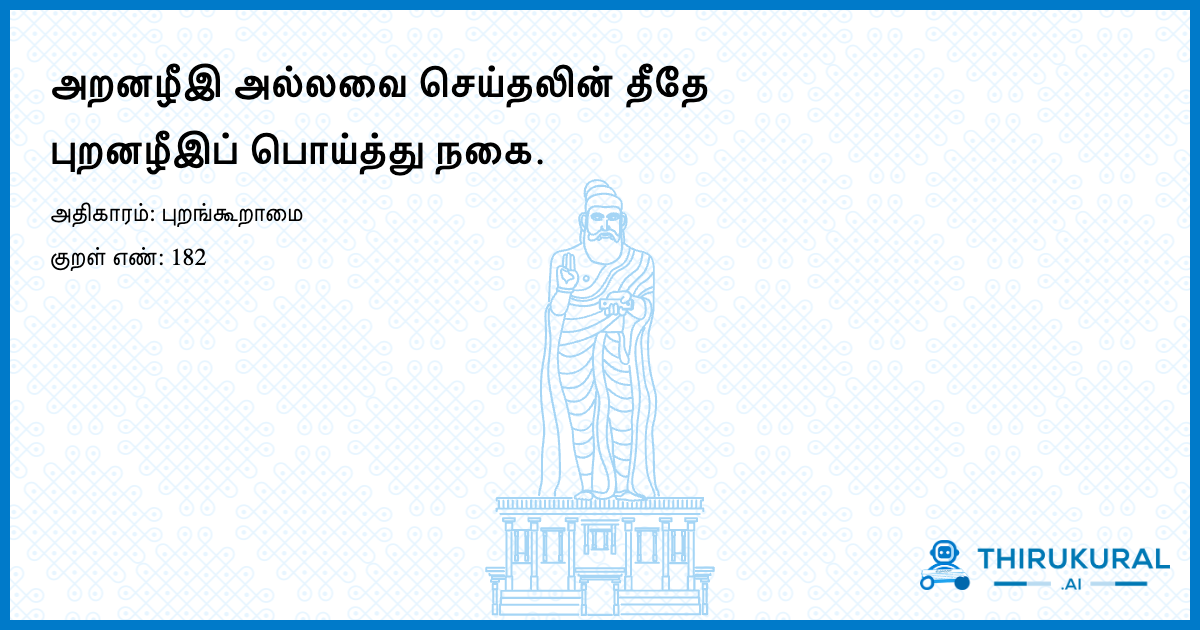 அறனழீஇ அல்லவை செய்தலின் தீதே
புறனழீஇப் பொய்த்து நகை.
அதிகாரம்: புறங்கூறாமை
குறள் எண்: 182
THIRUKURAL
.AI